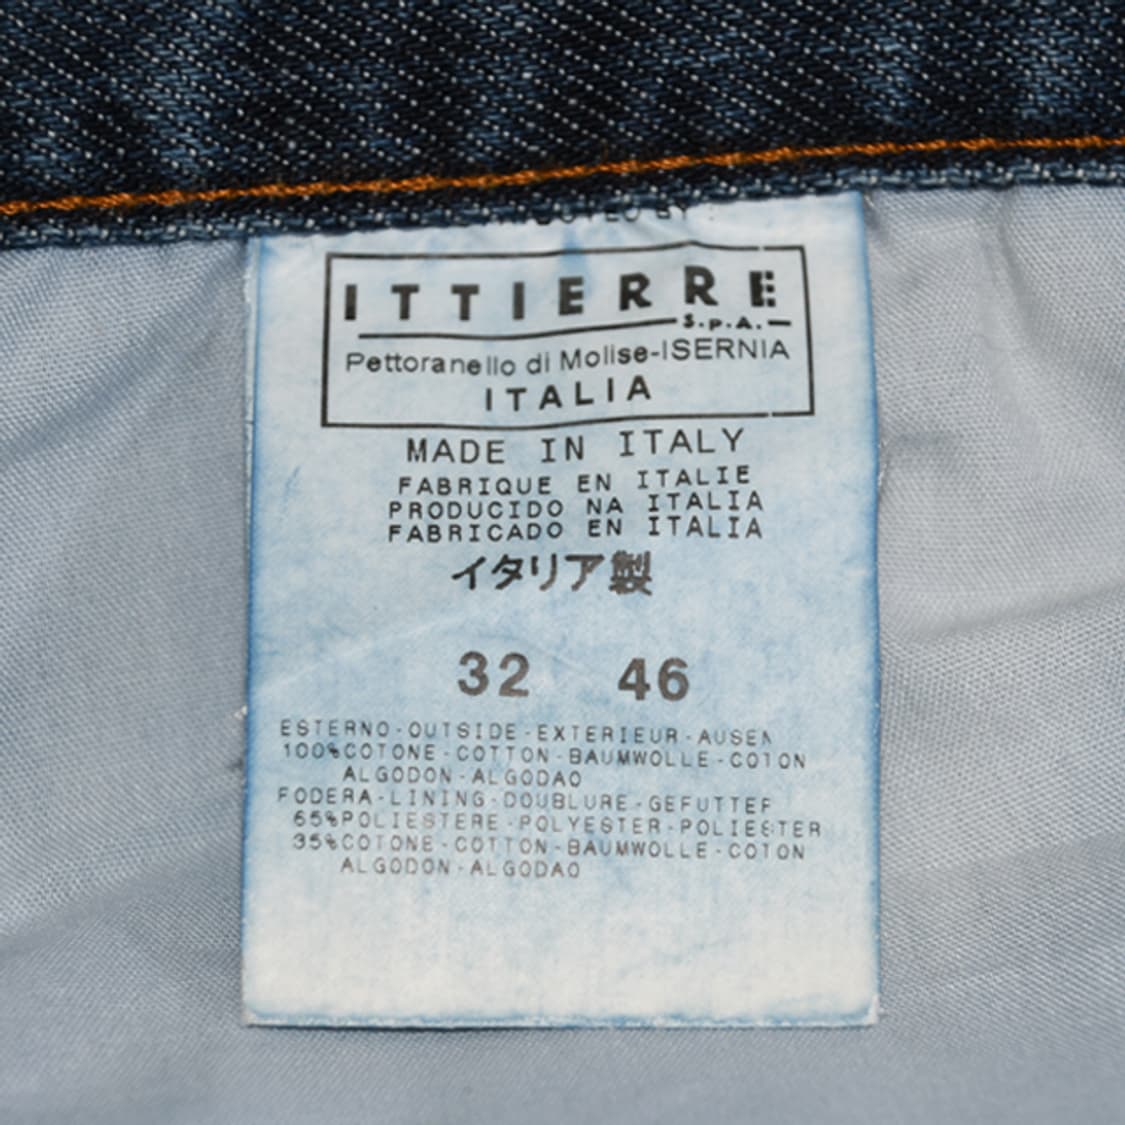 ITTIERRE
S.p.A.
Pettoranello di Molise-ISERNIA
ITALIA
MADE IN ITALY
FABRIQUE EN ITALIE
PRODUCIDO NA ITALIA
FABRICADO EN ITALIA
イタリア製
32 46
ESTERNO-OUTSIDE-EXTERIEUR-AUSEN
100%COTONE-COTTON-BAUMWOLLE-COTON
ALGODON-ALGODAO
FODERA-LINING-DOUBLURE-GEFUTTEF
65%POLIESTERE-POLYESTER-POLIESTER
35%COTONE-COTTON-BAUMWOLLE-COTON
ALGODON-ALGODAO